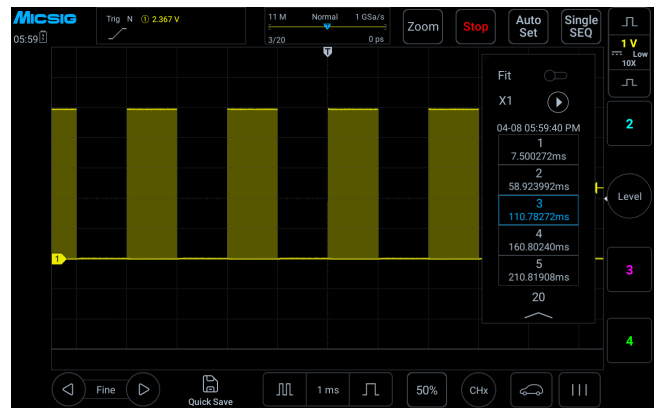 Micsig
Trig N ① 2.367 V
11 M Normal 1 GSa/s
3/20 0 ps
T
Zoom
Stop
Auto
Set
Single
SEQ
05:59
1 V
Low
10X
Fit
X1
04-08 05:59:40 PM
1
7.500272ms
2
58.923992ms
3
110.78272ms
4
160.80240ms
5
210.81908ms
20
2
Level
3
4
1
Fine
Quick Save
1 ms
50%
CHx